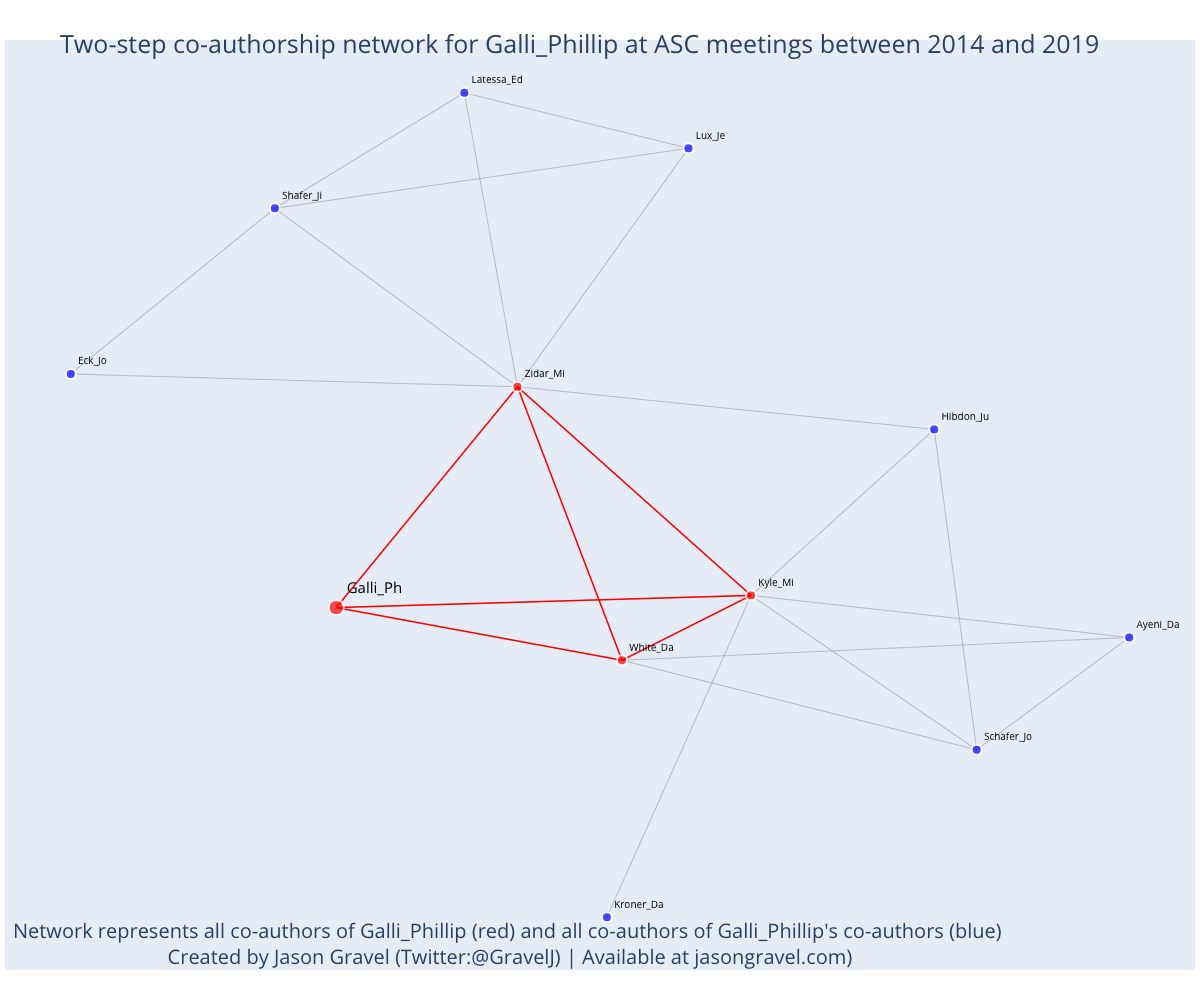 Two-step co-authorship network for Galli_Phillip at ASC meetings between 2014 and 2019
Latessa_Ed
Lux_Je
Shafer_Ji
Eck_Jo
Zidar_Mi
Hibdon_Ju
Kyle_Mi
Galli_Ph
Ayeni_Da
White_Da
Schafer_Jo
Kroner_Da
Network represents all co-authors of Galli_Phillip (red) and all co-authors of Galli_Phillip's co-authors (blue)
Created by Jason Gravel (Twitter:@GravelJ) | Available at jasongravel.com)